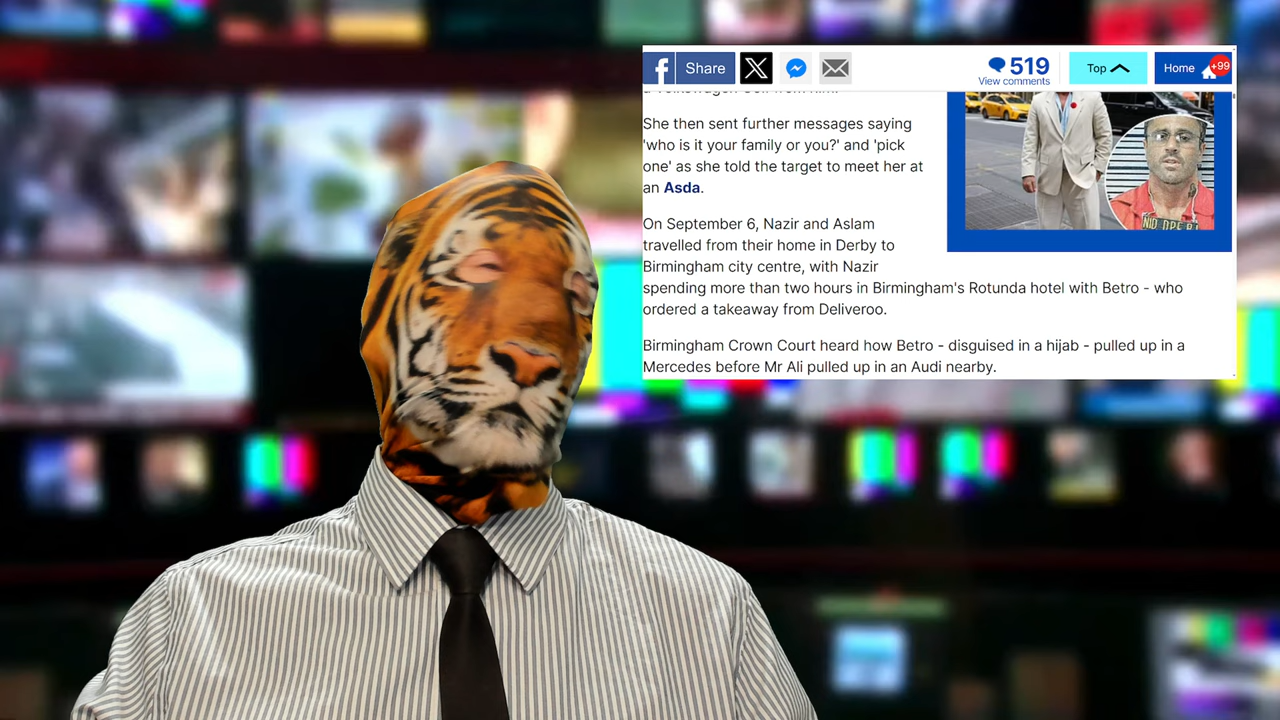 Share
519
View comments
Top
Home
+99
She then sent further messages saying
'who is it your family or you?' and 'pick
one' as she told the target to meet her at
an Asda.
On September 6, Nazir and Aslam
travelled from their home in Derby to
Birmingham city centre, with Nazir
spending more than two hours in Birmingham's Rotunda hotel with Betro - who
ordered a takeaway from Deliveroo.
Birmingham Crown Court heard how Betro - disguised in a hijab - pulled up in a
Mercedes before Mr Ali pulled up in an Audi nearby.